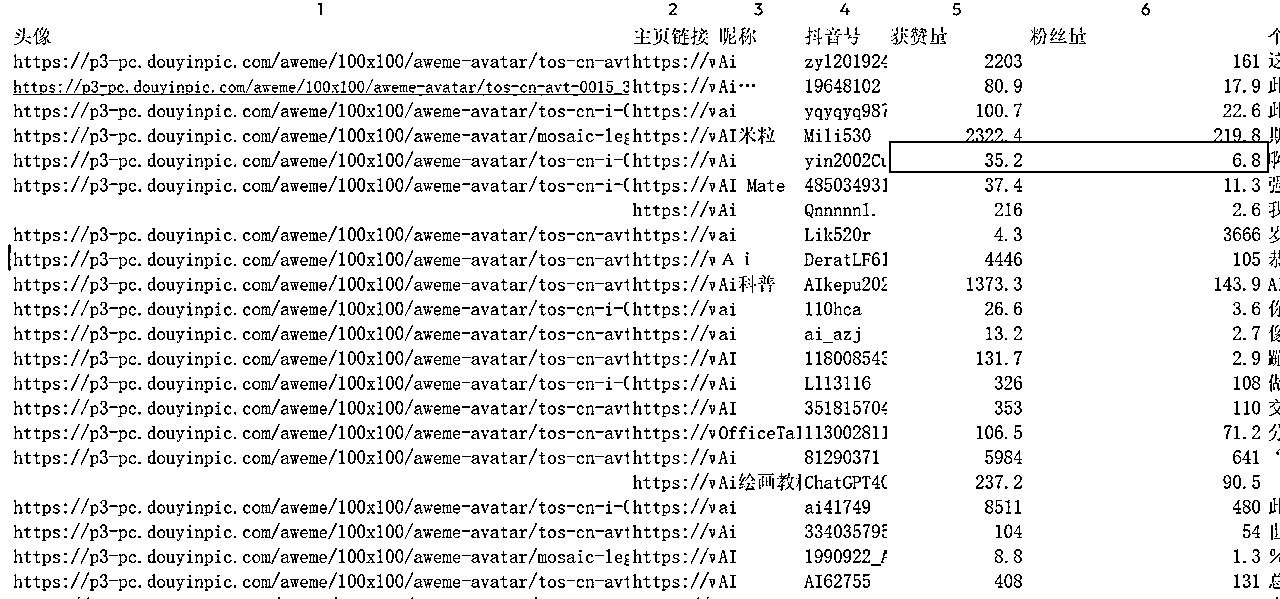 1 2 3 4 5 6
头像 主页链接 昵称 抖音号 获赞量 粉丝量
https://p3-pc.douyinpic.com/aweme/100x100/aweme-avatar/tos-cn-avt https://w Ai zy1201924 2203 161 这
https://p3-pc.douyinpic.com/aweme/100x100/aweme-avatar/tos-cn-avt-0015_3 https://w Ai… 19648102 80.9 17.9 此
https://p3-pc.douyinpic.com/aweme/100x100/aweme-avatar/tos-cn-i-0 https://w ai yqyqyq987 100.7 22.6 此
https://p3-pc.douyinpic.com/aweme/100x100/aweme-avatar/mosaic-leg https://w AI米粒 Mili530 2322.4 219.8
https://p3-pc.douyinpic.com/aweme/100x100/aweme-avatar/tos-cn-i-0 https://w Ai yin2002Cu 35.2 6.8
https://p3-pc.douyinpic.com/aweme/100x100/aweme-avatar/tos-cn-i-0 https://w AI Mate 485034931 37.4 11.3 强
https://w Ai Qnnnnn1. 216 2.6 我
https://p3-pc.douyinpic.com/aweme/100x100/aweme-avatar/tos-cn-avt https://w ai Lik520r 4.3 3666 岁
https://p3-pc.douyinpic.com/aweme/100x100/aweme-avatar/tos-cn-avt https://w Ａｉ DeratLF61 4446 105 恭
https://p3-pc.douyinpic.com/aweme/100x100/aweme-avatar/tos-cn-avt https://w Ai科普 AIkepu202 1373.3 143.9 AI
https://p3-pc.douyinpic.com/aweme/100x100/aweme-avatar/tos-cn-i-0 https://w ai 110hca 26.6 3.6 你
https://p3-pc.douyinpic.com/aweme/100x100/aweme-avatar/tos-cn-avt https://w ai ai_azj 13.2 2.7 像
https://p3-pc.douyinpic.com/aweme/100x100/aweme-avatar/tos-cn-avt https://w AI 118008543 131.7 2.9
https://p3-pc.douyinpic.com/aweme/100x100/aweme-avatar/tos-cn-i-0 https://w Ai L113116 326 108 做
https://p3-pc.douyinpic.com/aweme/100x100/aweme-avatar/tos-cn-avt https://w AI 351815704 353 110 交
https://p3-pc.douyinpic.com/aweme/100x100/aweme-avatar/tos-cn-avt https://w OfficeTal 113002811 106.5 71.2 分
https://p3-pc.douyinpic.com/aweme/100x100/aweme-avatar/tos-cn-avt https://w Ai 81290371 5984 641
https://w Ai绘画教程 ChatGPT40 237.2 90.5
https://p3-pc.douyinpic.com/aweme/100x100/aweme-avatar/tos-cn-i-0 https://w ai ai41749 8511 480 此
https://p3-pc.douyinpic.com/aweme/100x100/aweme-avatar/tos-cn-avt https://w Ai 334035795 104 54
https://p3-pc.douyinpic.com/aweme/100x100/aweme-avatar/mosaic-leg https://w AI 1990922_A 8.8 1.3 %
https://p3-pc.douyinpic.com/aweme/100x100/aweme-avatar/tos-cn-avt https://w AI AI62755 408 131 总